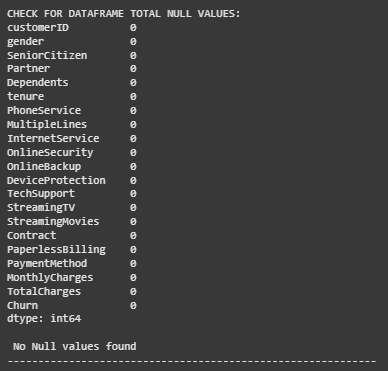 CHECK FOR DATAFRAME TOTAL NULL VALUES:
customerID          0
gender              0
SeniorCitizen       0
Partner             0
Dependents          0
tenure              0
PhoneService        0
MultipleLines       0
InternetService     0
OnlineSecurity      0
OnlineBackup        0
DeviceProtection    0
TechSupport         0
StreamingTV         0
StreamingMovies     0
Contract            0
PaperlessBilling    0
PaymentMethod       0
MonthlyCharges      0
TotalCharges        0
Churn               0
dtype: int64
No Null values found
------------------------------------------------------------